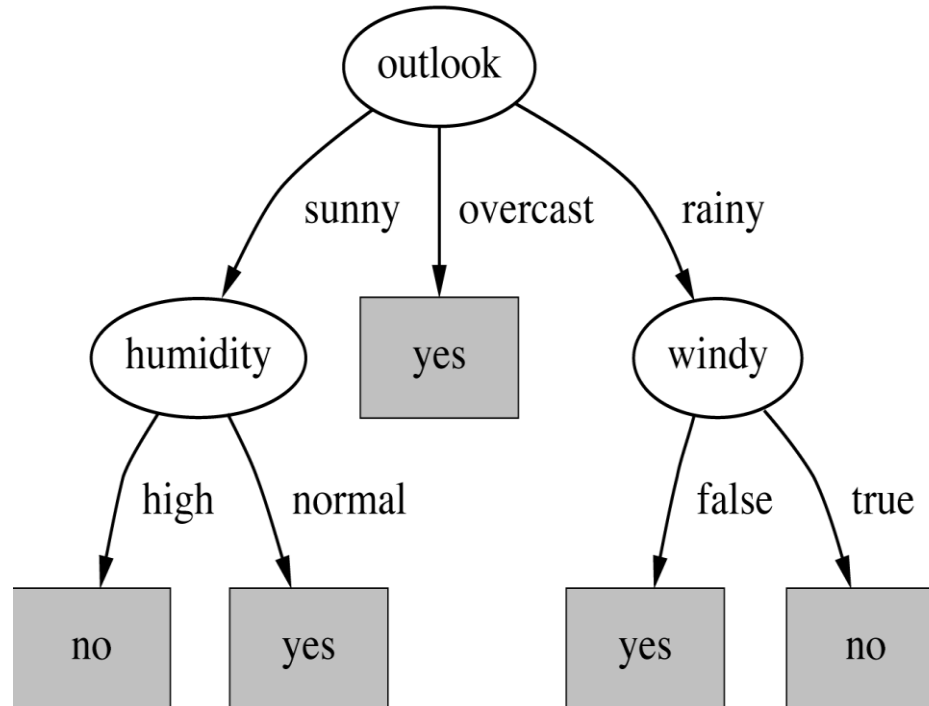 outlook
sunny overcast rainy
humidity yes windy
high normal false true
no yes yes no